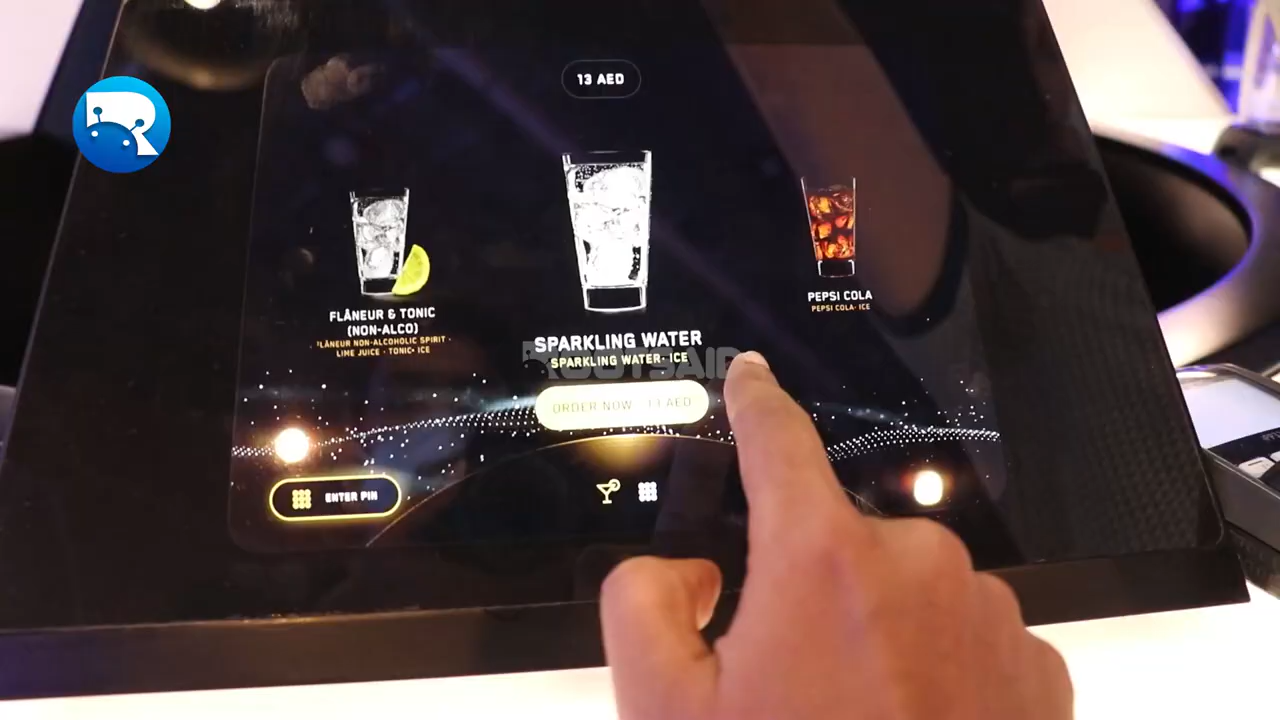 13 AED
FLÂNEUR & TONIC
(NON-ALCO)
FLÂNEUR NON-ALCOHOLIC SPIRIT ·
LIME JUICE · TONIC· ICE
SPARKLING WATER
SPARKLING WATER· ICE
PEPSI COLA
PEPSI COLA· ICE
ROOTSAID
ORDER NOW · 13 AED
ENTER PIN